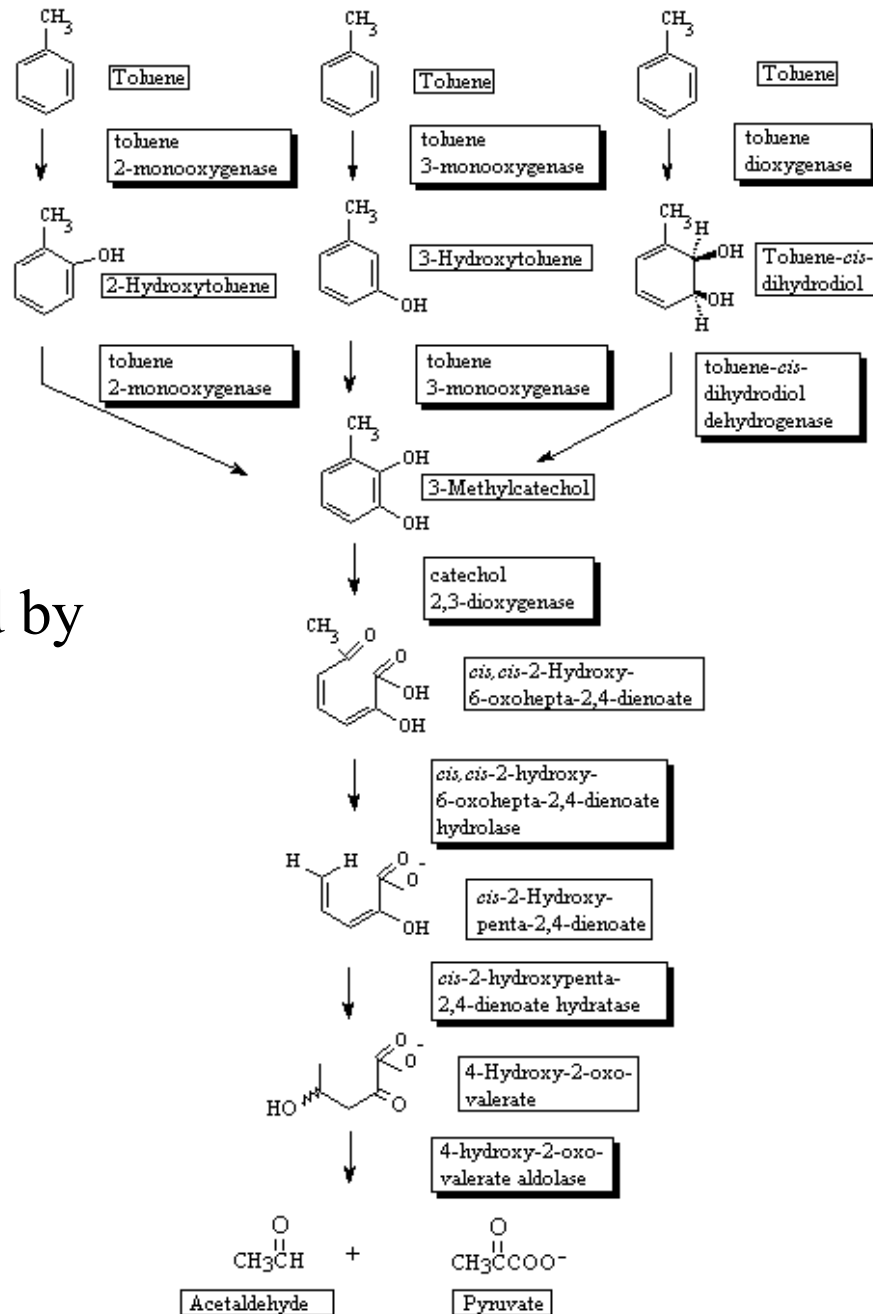 CH3
CH3
CH3
Toluene
Toluene
Toluene
toluene
2-monooxygenase
toluene
3-monooxygenase
toluene
dioxygenase
CH3
OH
2-Hydroxytoluene
CH3
OH
3-Hydroxytoluene
CH3
H
OH
OH
H
Toluene-cis-
dihydrodiol
toluene
2-monooxygenase
toluene
3-monooxygenase
toluene-cis-
dihydrodiol
dehydrogenase
CH3
OH
OH
3-Methylcatechol
catechol
2,3-dioxygenase
by
CH3
O
O
OH
OH
cis,cis-2-Hydroxy-
6-oxohepta-2,4-dienoate
cis,cis-2-hydroxy-
6-oxohepta-2,4-dienoate
hydrolase
H
H
O
O-
OH
cis-2-Hydroxy-
penta-2,4-dienoate
cis-2-hydroxypenta-
2,4-dienoate hydratase
O
O-
HO
O
4-Hydroxy-2-oxo-
valerate
4-hydroxy-2-oxo-
valerate aldolase
O
CH3CH
+
O
CH3CCOO-
Acetaldehyde
Pyruvate